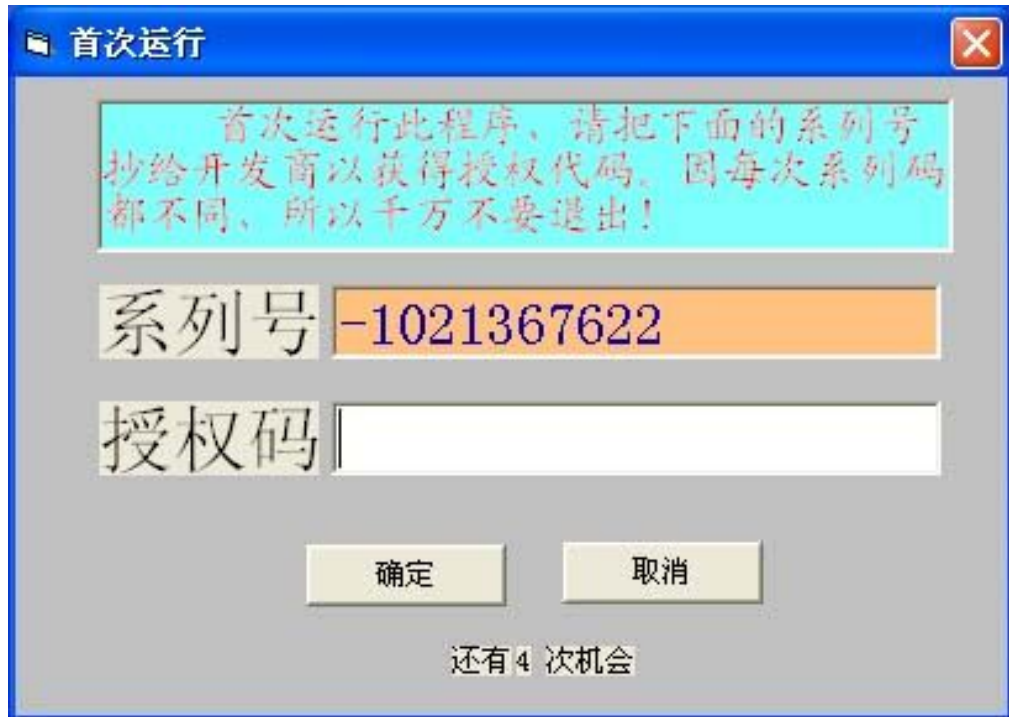 首次运行
首次运行此程序、请把下面的系列号
抄给开发商以获得授权代码。因每次系列码
都不同、所以千万不要退出！
系列号 -1021367622
授权码
确定 取消
还有4 次机会